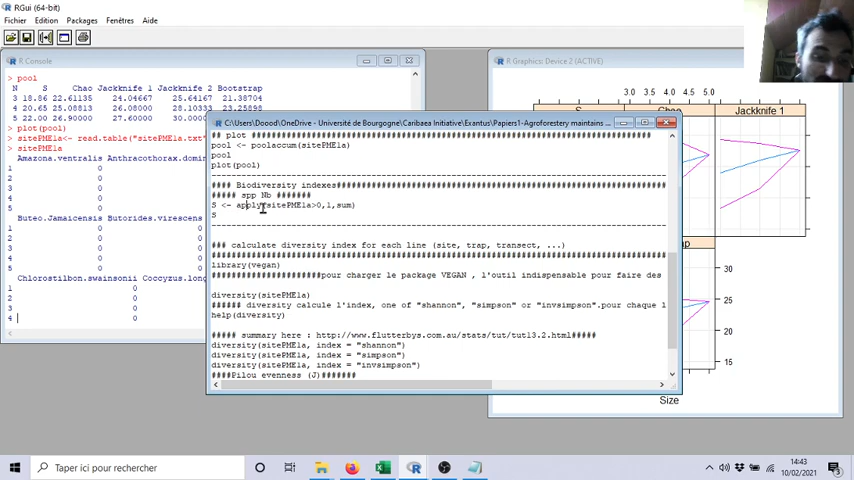 RGui (64-bit)
Fichier Edition Packages Fenêtres Aide
R Console
> pool
N S Chao Jackknife 1 Jackknife 2 Bootstrap
3 18.86 22.61135 24.04667 25.64167 21.38704
4 20.65 25.08813 26.08000 28.10333 23.25898
5 22.00 26.90000 27.60000 30.0000
> plot(pool)
> sitePMEla<- read.table("sitePMEla.txt"
> sitePMEla
Amazona.ventralis Anthracothorax.domin
1 0
2 0
3 0
4 0
5 0
Buteo.Jamaicensis Butorides.virescens
1 0
2 0
3 0
4 0
5 0
Chlorostilbon.swainsonii Coccyzus.long
1 0
2 0
3 0
4 0
C:\Users\Doood\OneDrive - Université de Bourgogne\Caribaea Initiative\Exantus\Papiers1-Agroforestery maintains ...
## plot
pool <- poolaccum(sitePMEla)
pool
plot(pool)
#### Biodiversity indexes
##### spp Nb #######
S <- apply(sitePMEla>0,1,sum)
S
### calculate diversity index for each line (site, trap, transect, ...)
library(vegan)
pour charger le package VEGAN , l'outil indispensable pour faire des
diversity(sitePMEla)
###### diversity calcule l'index, one of "shannon", "simpson" or "invsimpson".pour chaque l
help(diversity)
##### summary here : http://www.flutterbys.com.au/stats/tut/tut13.2.html#####
diversity(sitePMEla, index = "shannon")
diversity(sitePMEla, index = "simpson")
diversity(sitePMEla, index = "invsimpson")
####Pilou evenness (J)#######
R Graphics: Device 2 (ACTIVE)
3.0 3.5 4.0 4.5 5.0
S Chao Jackknife 1
30
25
20
15
Size
Taper ici pour rechercher
14:43
10/02/2021
3